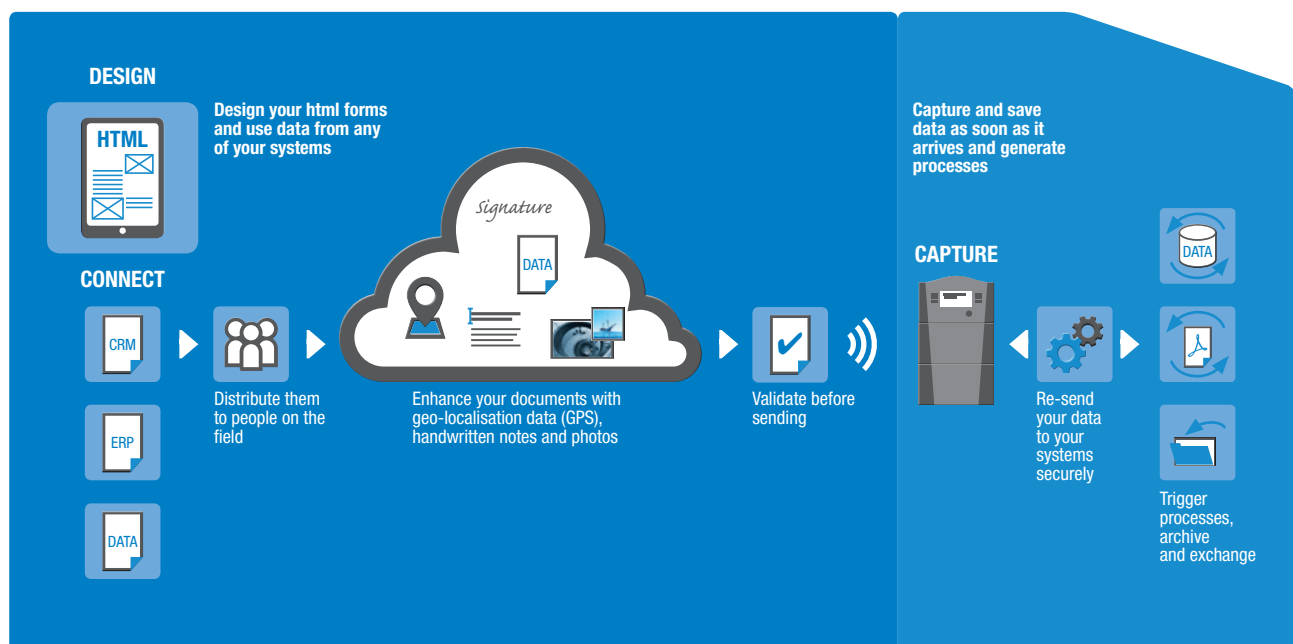 DESIGN
HTML
Design your html forms
and use data from any
of your systems
CONNECT
CRM
ERP
DATA
Distribute them
to people on the
field
Signature
DATA
Enhance your documents with
geo-localisation data (GPS),
handwritten notes and photos
Validate before
sending
Capture and save
data as soon as it
arrives and generate
processes
CAPTURE
Re-send
your data
to your
systems
securely
DATA
Trigger
processes,
archive
and exchange